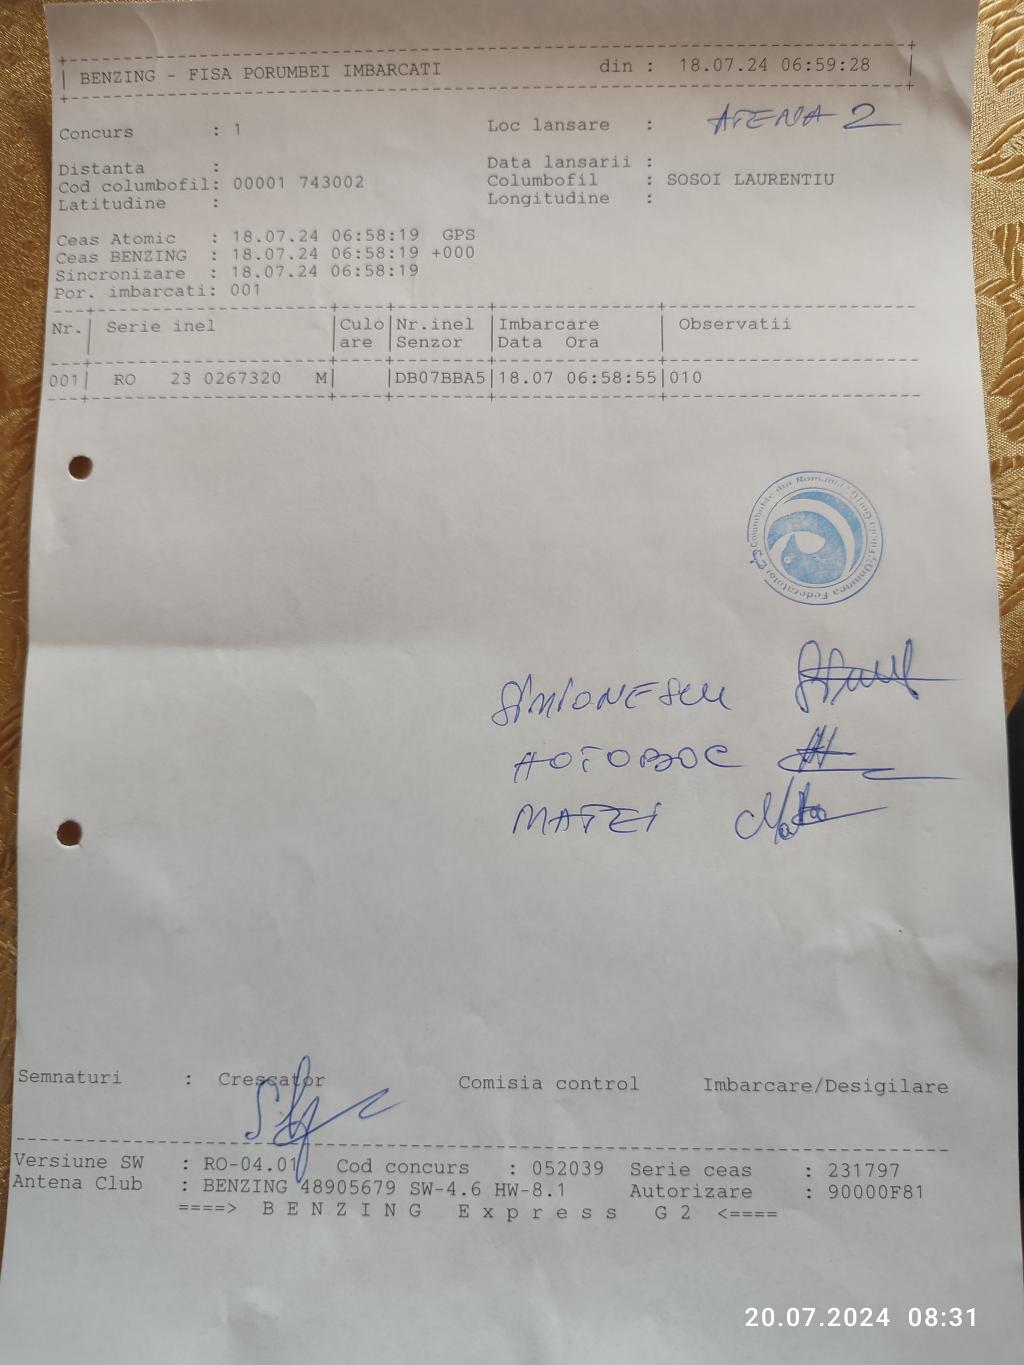 BENZING - FISA PORUMBEI IMBARCATI din : 18.07.24 06:59:28
Concurs : 1 Loc lansare : ATENA 2
Distanta : Data lansarii :
Cod columbofil: 00001 743002 Columbofil : SOSOI LAURENTIU
Latitudine : Longitudine :
Ceas Atomic : 18.07.24 06:58:19 GPS
Ceas BENZING : 18.07.24 06:58:19 +000
Sincronizare : 18.07.24 06:58:19
Por. imbarcati: 001
Nr. Serie inel Culo Nr.inel Imbarcare Observatii
are Senzor Data Ora
001 RO 23 0267320 M DB07BBA5 18.07 06:58:55 010
Uniunea Federatiilor Columbofile din Romania
SIMIONESCU
MATEI
Semnaturi : Crescator Comisia control Imbarcare/Desigilare
Versiune SW : RO-04.01 Cod concurs : 052039 Serie ceas : 231797
Antena Club : BENZING 48905679 SW-4.6 HW-8.1 Autorizare : 90000F81
====> B E N Z I N G E x p r e s s G 2 <====
20.07.2024 08:31